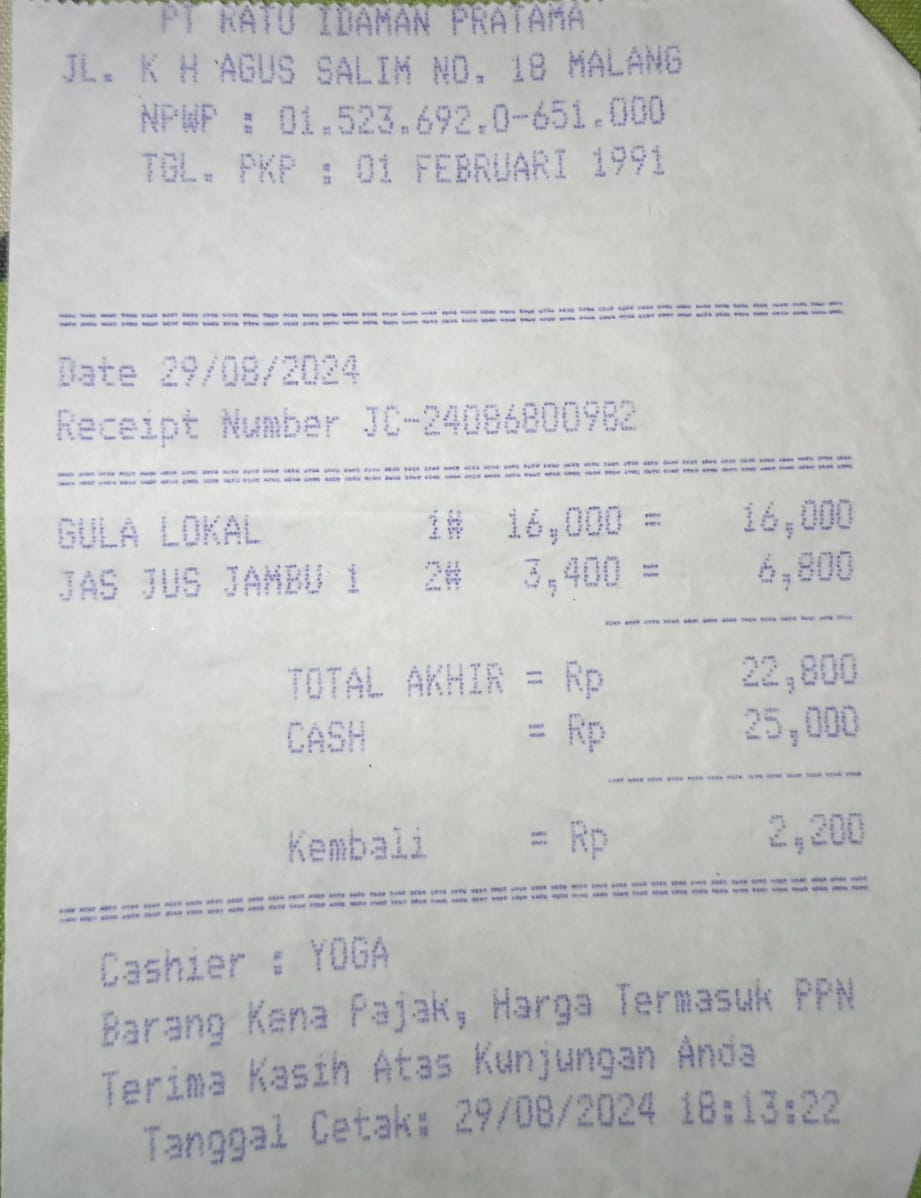 PT RATU IDAMAN PRATAMA
JL. K H AGUS SALIM NO. 18 MALANG
NPWP : 01.523.692.0-651.000
TGL. PKP : 01 FEBRUARI 1991
Date 29/08/2024
Receipt Number JC-24086800982
GULA LOKAL 1# 16,000 = 16,000
JAS JUS JAMBU 1 2# 3,400 = 6,800
TOTAL AKHIR = Rp 22,800
CASH = Rp 25,000
Kembali = Rp 2,200
Cashier : YOGA
Barang Kena Pajak, Harga Termasuk PPN
Terima Kasih Atas Kunjungan Anda
Tanggal Cetak: 29/08/2024 18:13:22